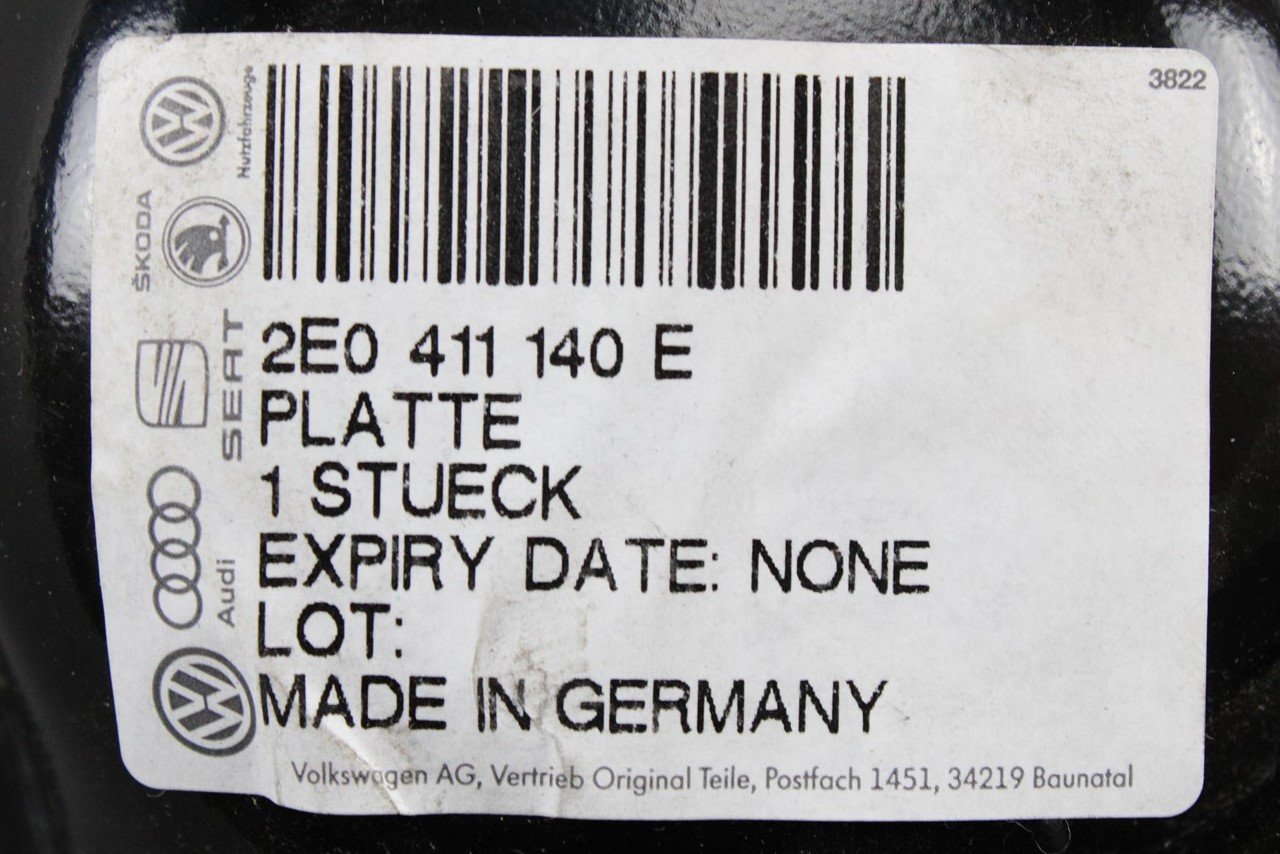 3822
Nutzfahrzeuge
ŠKODA
SEAT
Audi
2E0 411 140 E
PLATTE
1 STUECK
EXPIRY DATE: NONE
LOT:
MADE IN GERMANY
Volkswagen AG, Vertrieb Original Teile, Postfach 1451, 34219 Baunatal